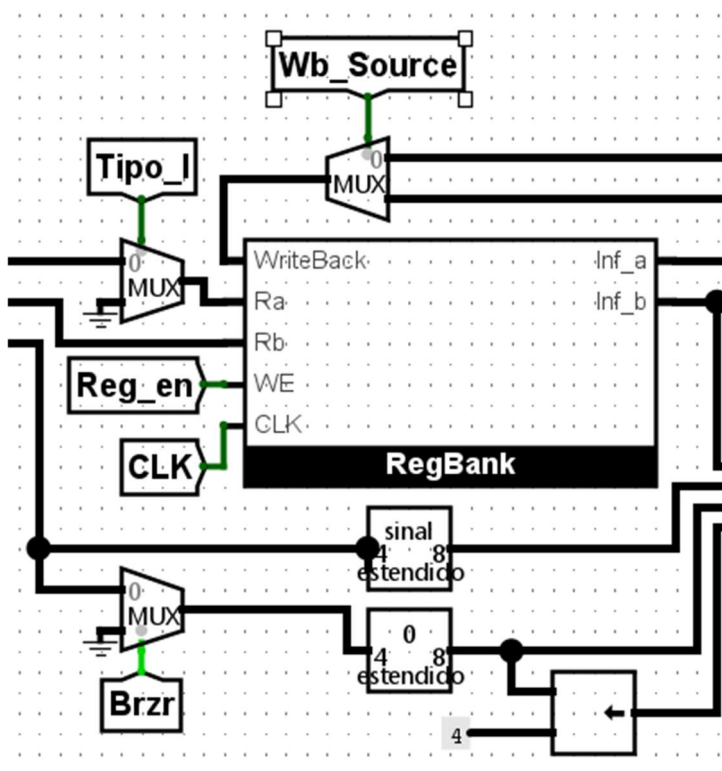 Wb_Source
0
MUX
Tipo_I
0
MUX
WriteBack
Inf_a
Ra
Inf_b
Rb
Reg_en
WE
CLK
CLK
RegBank
sinal
4 8
estendido
0
MUX
0
4 8
estendido
Brzr
4
←